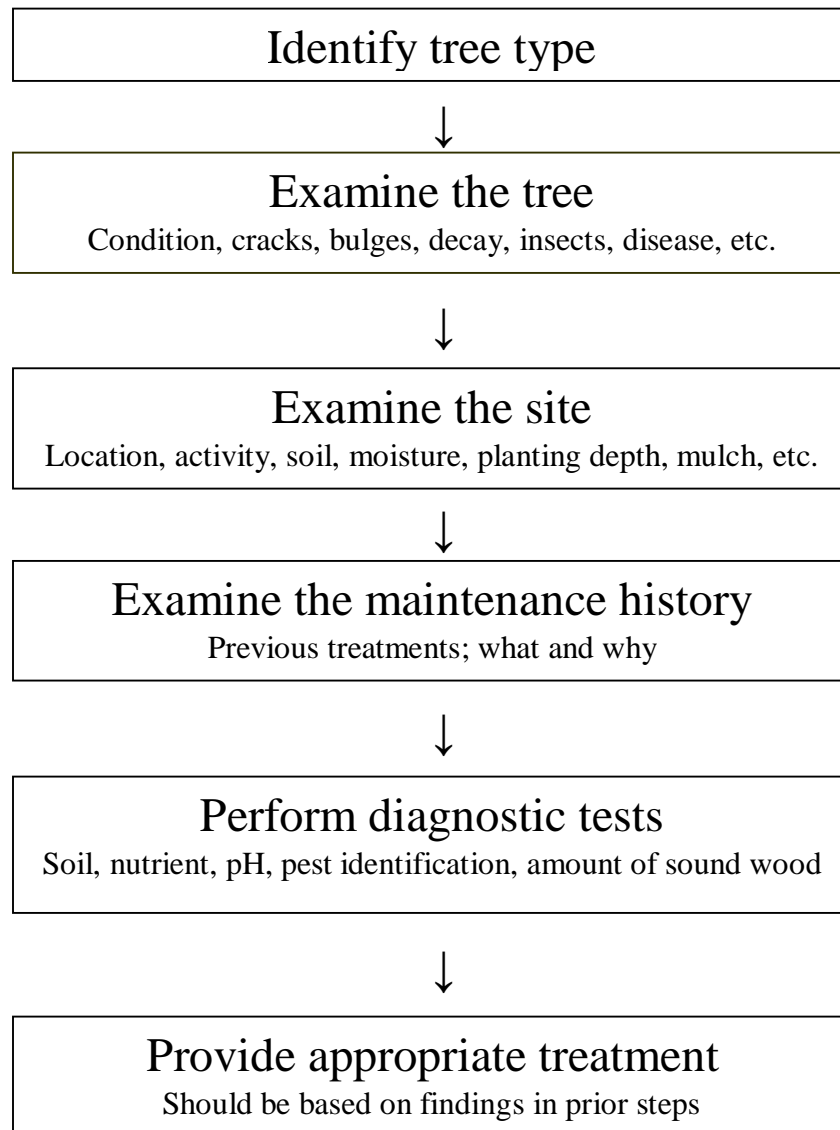 Identify tree type
↓
Examine the tree
Condition, cracks, bulges, decay, insects, disease, etc.
↓
Examine the site
Location, activity, soil, moisture, planting depth, mulch, etc.
↓
Examine the maintenance history
Previous treatments; what and why
↓
Perform diagnostic tests
Soil, nutrient, pH, pest identification, amount of sound wood
↓
Provide appropriate treatment
Should be based on findings in prior steps